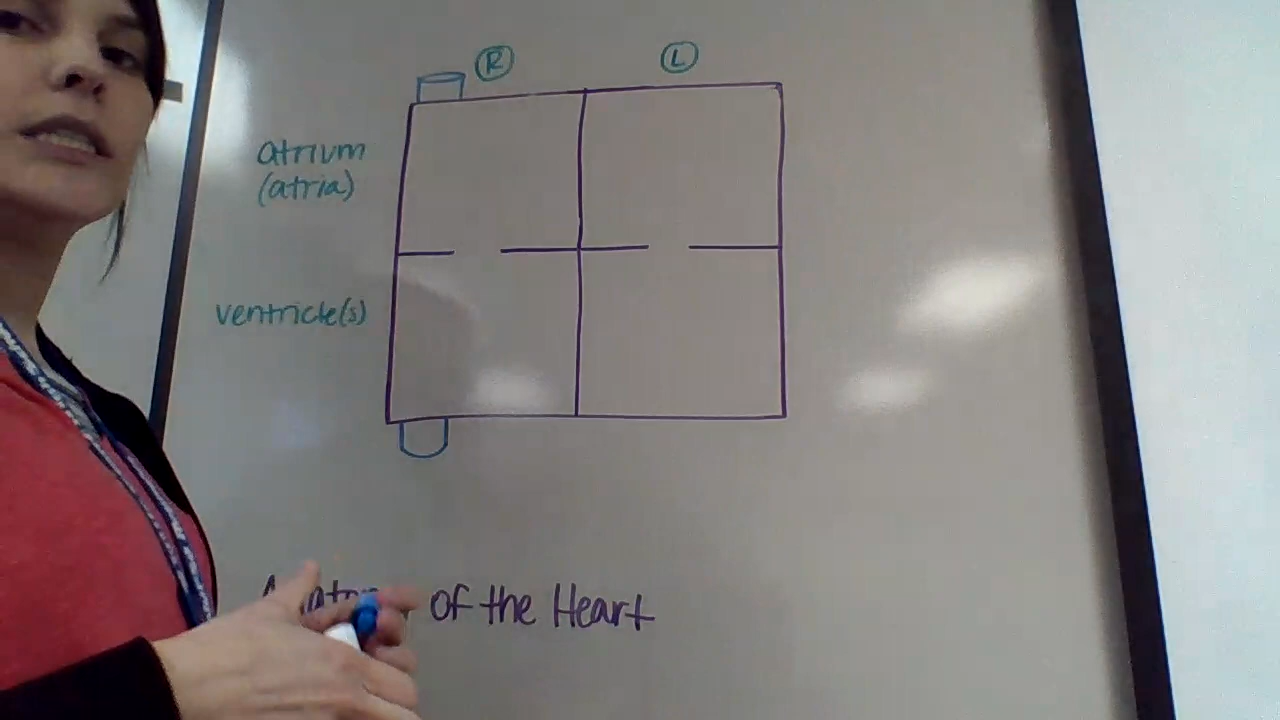 R L
atrium
(atria)
ventricle(s)
of the Heart